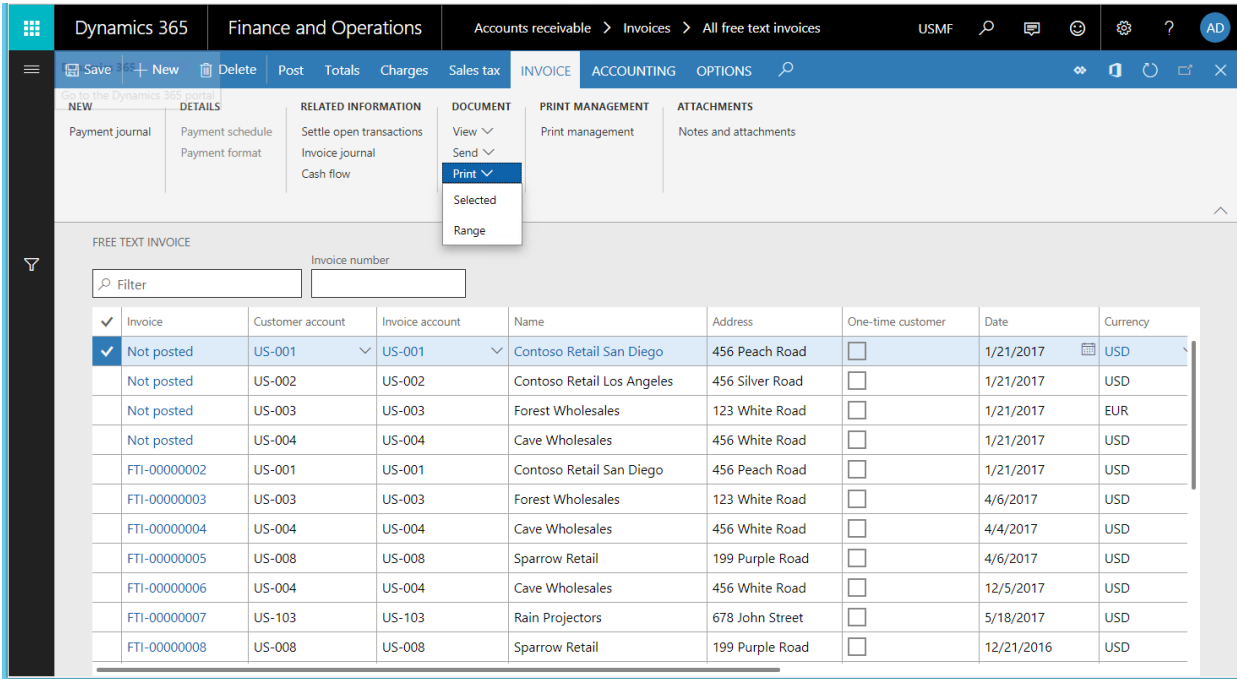 Dynamics 365 Finance and Operations Accounts receivable > Invoices > All free text invoices USMF ? AD
Save + New Delete Post Totals Charges Sales tax INVOICE ACCOUNTING OPTIONS
Go to the Dynamics 365 portal
NEW DETAILS RELATED INFORMATION DOCUMENT PRINT MANAGEMENT ATTACHMENTS
Payment journal Payment schedule Settle open transactions View Print management Notes and attachments
Payment format Invoice journal Send
Cash flow Print
Selected
Range
FREE TEXT INVOICE
Invoice number
Filter
Invoice Customer account Invoice account Name Address One-time customer Date Currency
Not posted US-001 US-001 Contoso Retail San Diego 456 Peach Road 1/21/2017 USD
Not posted US-002 US-002 Contoso Retail Los Angeles 456 Silver Road 1/21/2017 USD
Not posted US-003 US-003 Forest Wholesales 123 White Road 1/21/2017 EUR
Not posted US-004 US-004 Cave Wholesales 456 White Road 1/21/2017 USD
FTI-00000002 US-001 US-001 Contoso Retail San Diego 456 Peach Road 1/21/2017 USD
FTI-00000003 US-003 US-003 Forest Wholesales 123 White Road 4/6/2017 USD
FTI-00000004 US-004 US-004 Cave Wholesales 456 White Road 4/4/2017 USD
FTI-00000005 US-008 US-008 Sparrow Retail 199 Purple Road 4/6/2017 USD
FTI-00000006 US-004 US-004 Cave Wholesales 456 White Road 12/5/2017 USD
FTI-00000007 US-103 US-103 Rain Projectors 678 John Street 5/18/2017 USD
FTI-00000008 US-008 US-008 Sparrow Retail 199 Purple Road 12/21/2016 USD